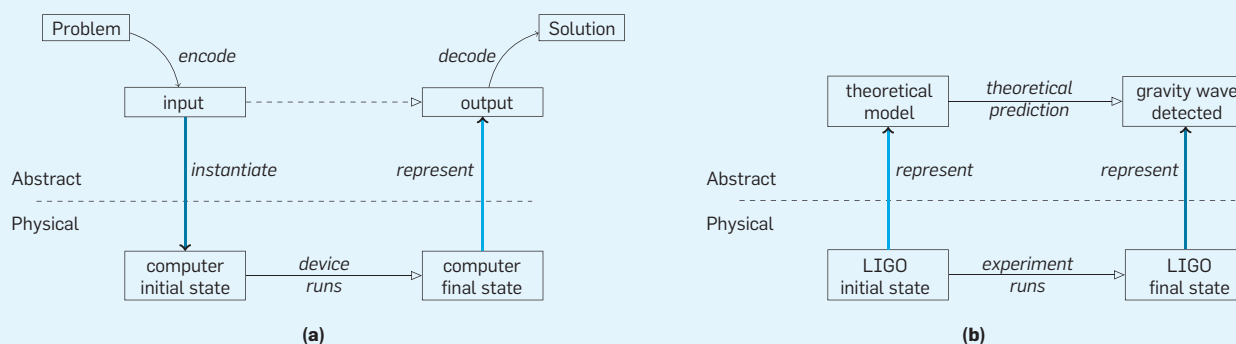 Problem
Solution
encode
decode
input
output
instantiate
represent
Abstract
Physical
computer
initial state
device
runs
computer
final state
(a)
theoretical
model
theoretical
prediction
gravity wave
detected
represent
represent
Abstract
Physical
LIGO
initial state
experiment
runs
LIGO
final state
(b)